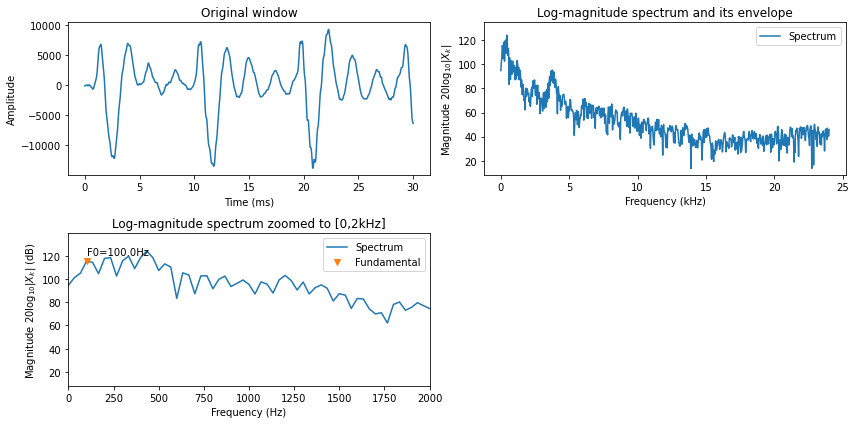 Original window
10000
5000
0
−5000
−10000
Amplitude
0 5 10 15 20 25 30
Time (ms)
Log-magnitude spectrum and its envelope
Spectrum
120
100
80
60
40
20
Magnitude 20log₁₀|Xₖ|
0 5 10 15 20 25
Frequency (kHz)
Log-magnitude spectrum zoomed to [0,2kHz]
F0=100.0Hz
Spectrum
Fundamental
120
100
80
60
40
20
Magnitude 20log₁₀|Xₖ| (dB)
0 250 500 750 1000 1250 1500 1750 2000
Frequency (Hz)